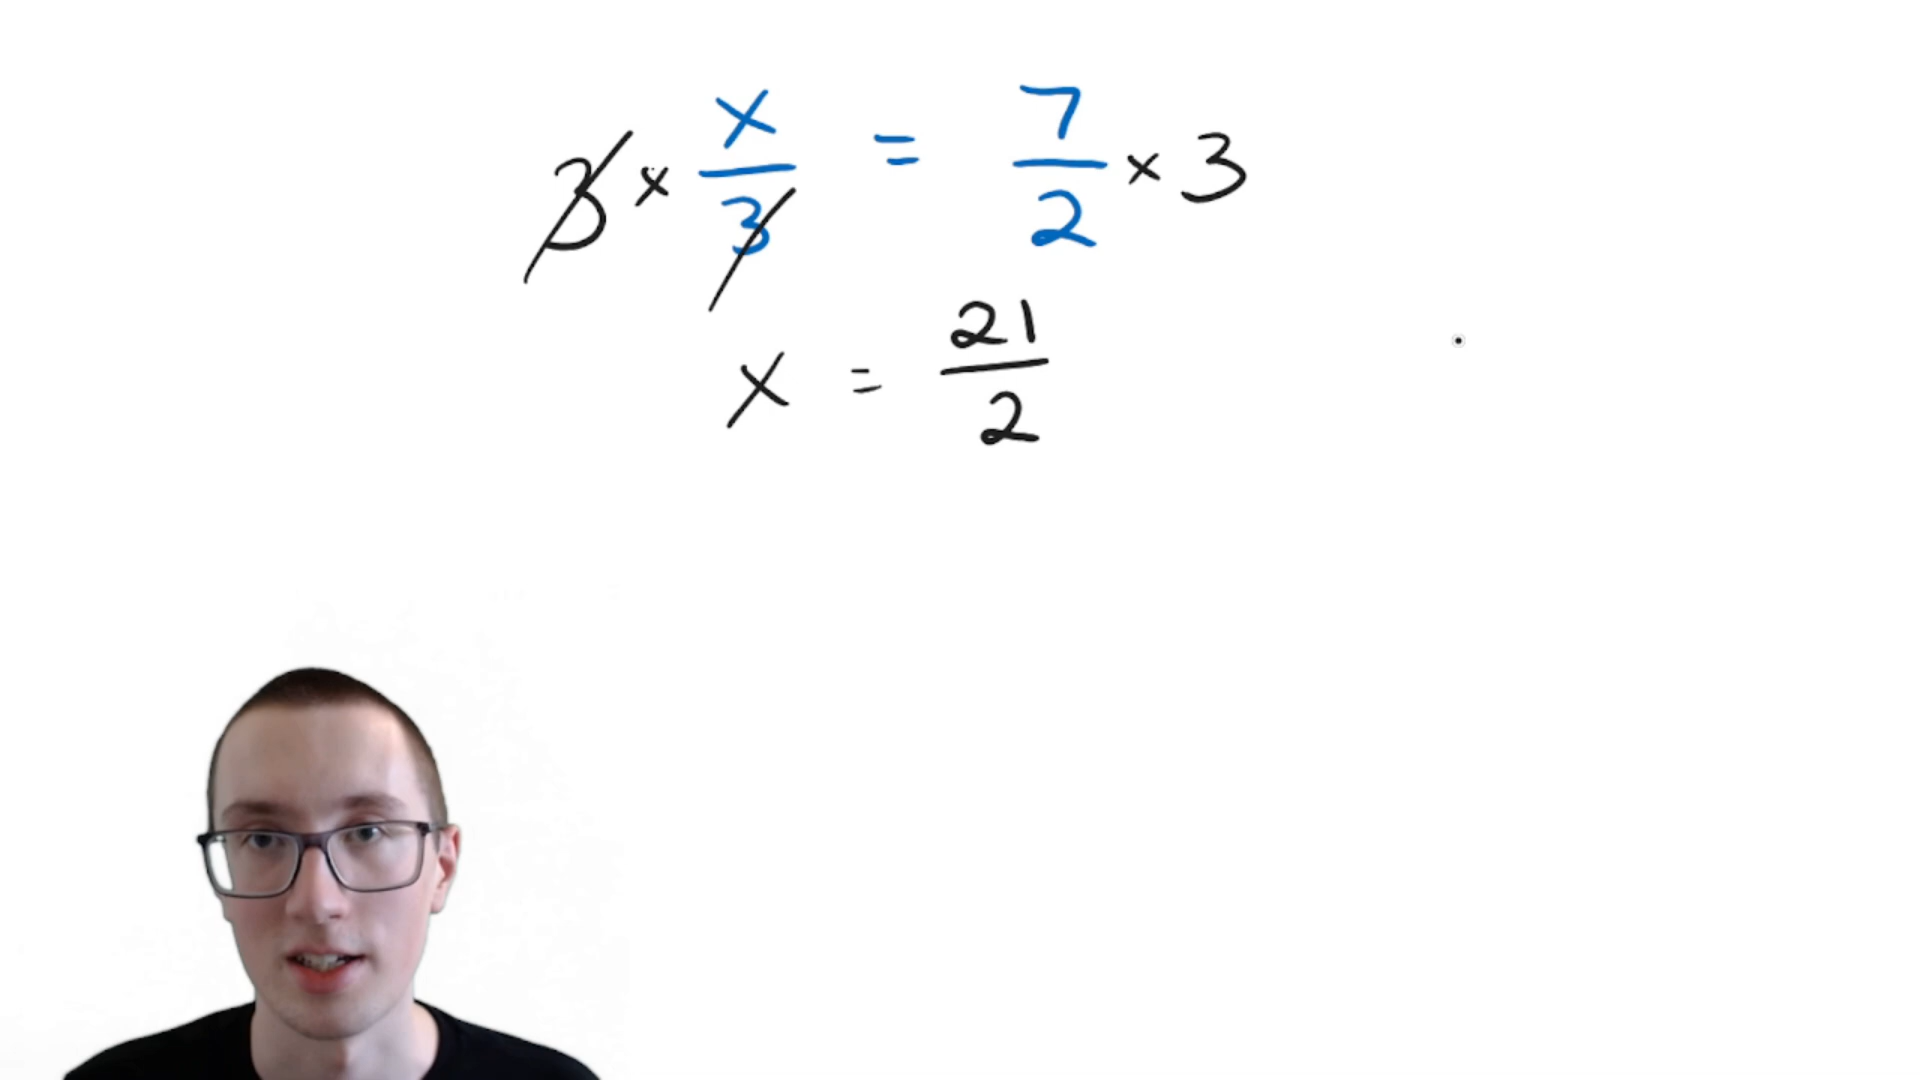 3 × x/3 = 7/2 × 3
x = 21/2